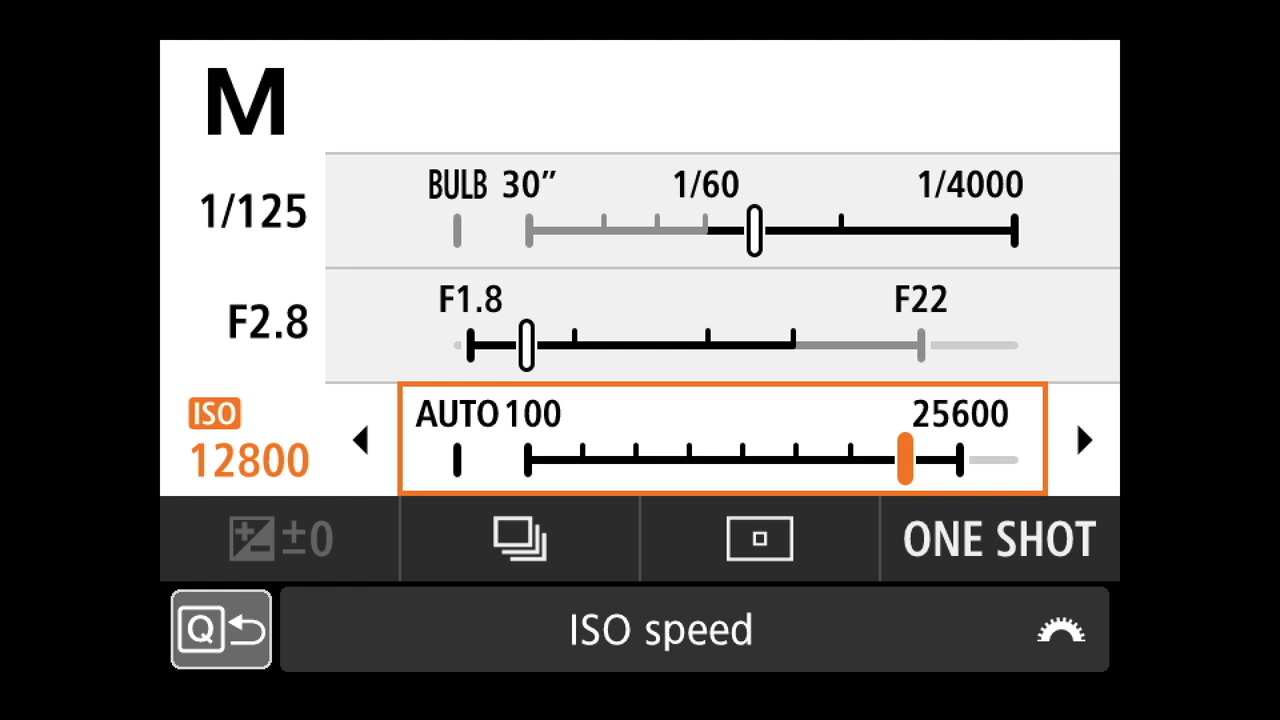 M
1/125
BULB 30” 1/60 1/4000
F2.8
F1.8 F22
ISO
12800
AUTO 100 25600
±0
ONE SHOT
Q
ISO speed